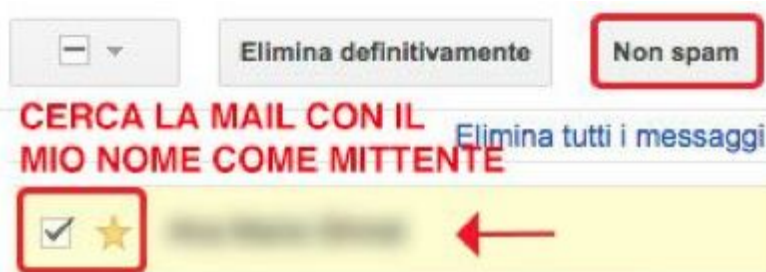 Elimina definitivamente
Non spam
CERCA LA MAIL CON IL
MIO NOME COME MITTENTE
Elimina tutti i messaggi